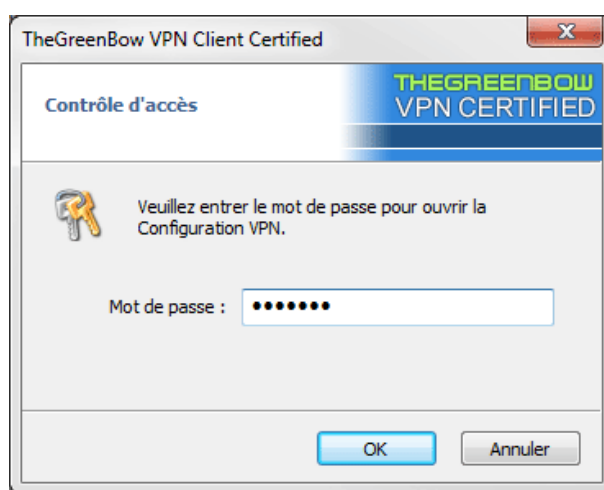 TheGreenBow VPN Client Certified
THEGREENBOW
VPN CERTIFIED
Contrôle d'accès
Veuillez entrer le mot de passe pour ouvrir la
Configuration VPN.
Mot de passe : •••••••
OK Annuler